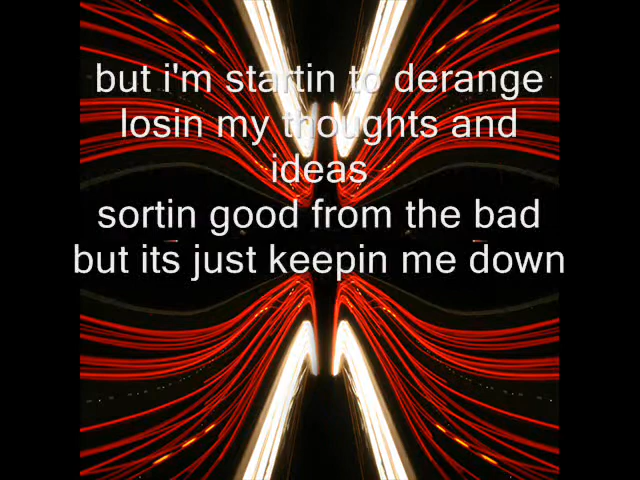 but i'm startin to derange
losin my thoughts and
ideas
sortin good from the bad
but its just keepin me down